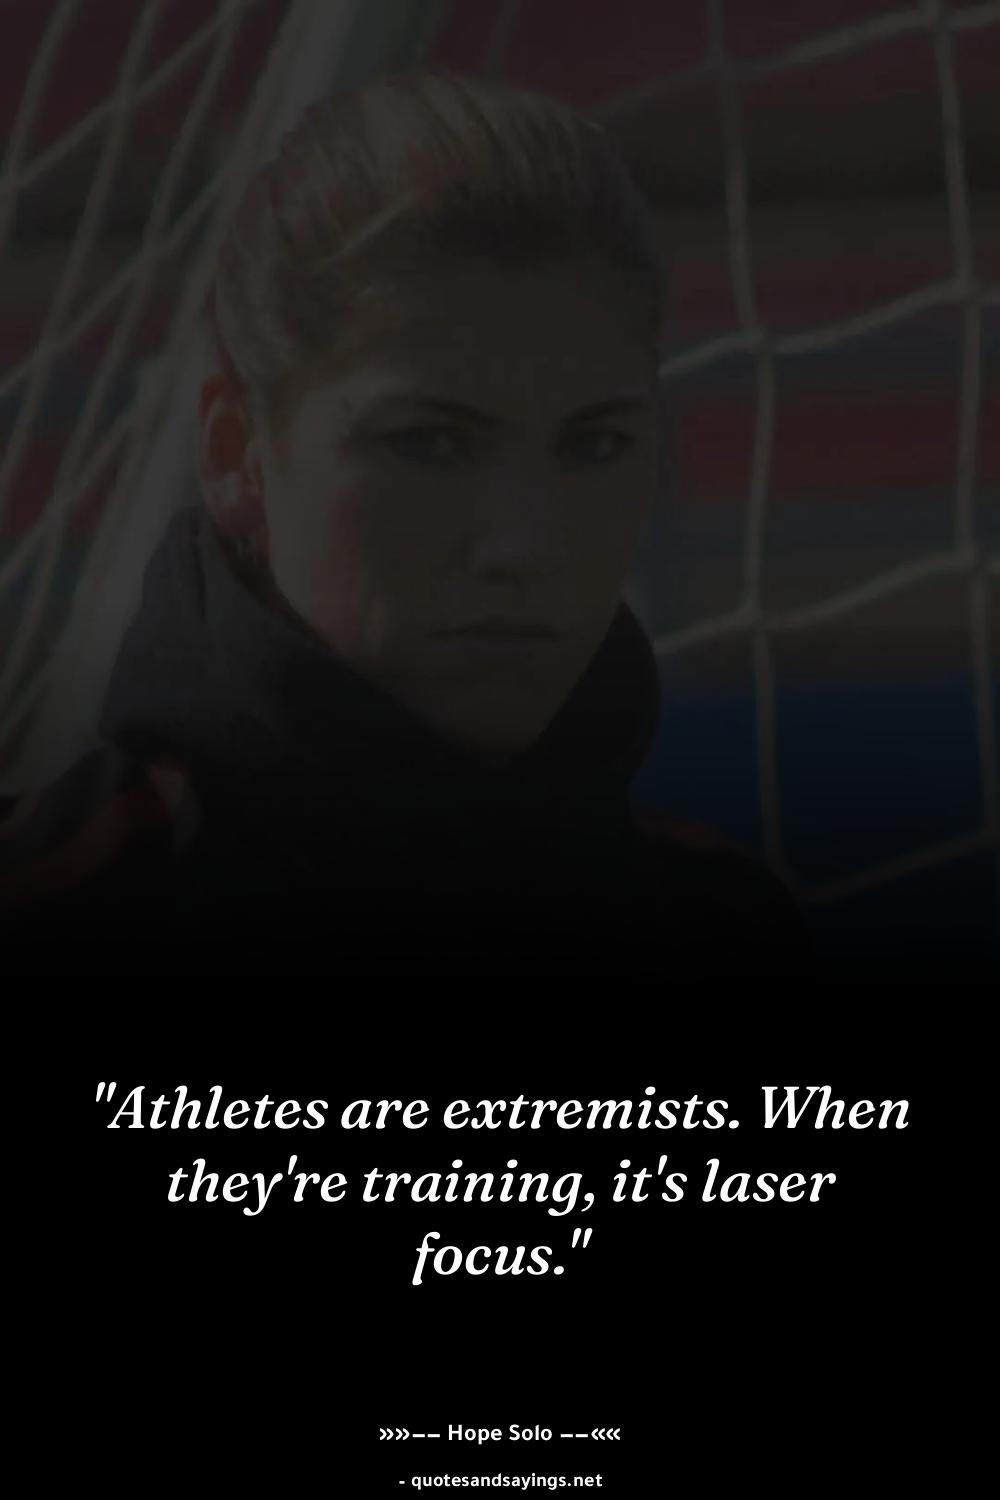 "Athletes are extremists. When
they're training, it's laser
focus."
»»−− Hope Solo −−««
- quotesandsayings.net